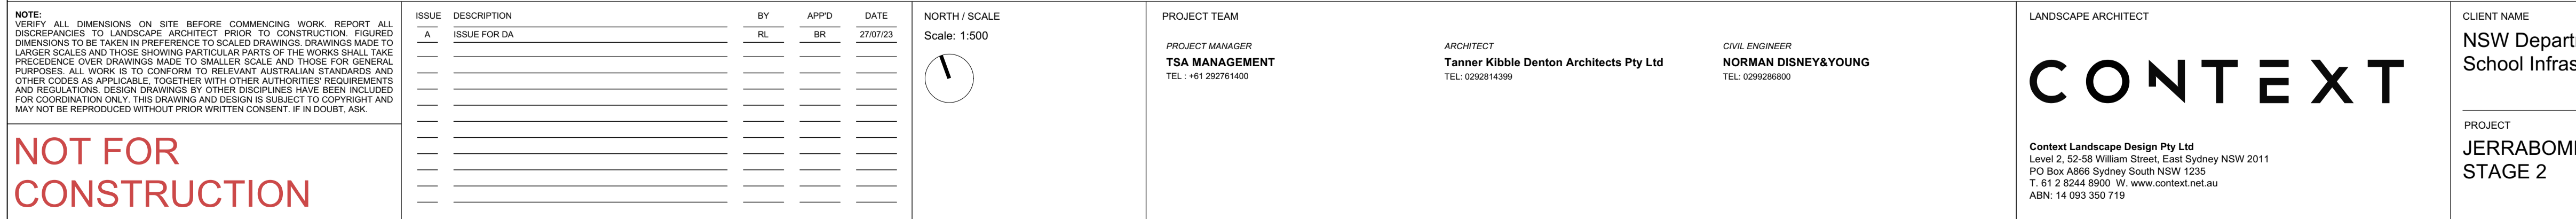 NOTE:
VERIFY ALL DIMENSIONS ON SITE BEFORE COMMENCING WORK. REPORT ALL
DISCREPANCIES TO LANDSCAPE ARCHITECT PRIOR TO CONSTRUCTION. FIGURED
DIMENSIONS TO BE TAKEN IN PREFERENCE TO SCALED DRAWINGS. DRAWINGS MADE TO
LARGER SCALES AND THOSE SHOWING PARTICULAR PARTS OF THE WORKS SHALL TAKE
PRECEDENCE OVER DRAWINGS MADE TO SMALLER SCALE AND THOSE FOR GENERAL
PURPOSES. ALL WORK IS TO CONFORM TO RELEVANT AUSTRALIAN STANDARDS AND
OTHER CODES AS APPLICABLE, TOGETHER WITH OTHER AUTHORITIES' REQUIREMENTS
AND REGULATIONS. DESIGN DRAWINGS BY OTHER DISCIPLINES HAVE BEEN INCLUDED
FOR COORDINATION ONLY. THIS DRAWING AND DESIGN IS SUBJECT TO COPYRIGHT AND
MAY NOT BE REPRODUCED WITHOUT PRIOR WRITTEN CONSENT. IF IN DOUBT, ASK.
NOT FOR
CONSTRUCTION
ISSUE DESCRIPTION BY APP'D DATE
A ISSUE FOR DA RL BR 27/07/23
NORTH / SCALE
Scale: 1:500
PROJECT TEAM
PROJECT MANAGER
TSA MANAGEMENT
TEL : +61 292761400
ARCHITECT
Tanner Kibble Denton Architects Pty Ltd
TEL: 0292814399
CIVIL ENGINEER
NORMAN DISNEY&YOUNG
TEL: 0299286800
LANDSCAPE ARCHITECT
CONTEXT
Context Landscape Design Pty Ltd
Level 2, 52-58 William Street, East Sydney NSW 2011
PO Box A866 Sydney South NSW 1235
T. 61 2 8244 8900 W. www.context.net.au
ABN: 14 093 350 719
CLIENT NAME
NSW Depart
School Infras
PROJECT
JERRABOM
STAGE 2